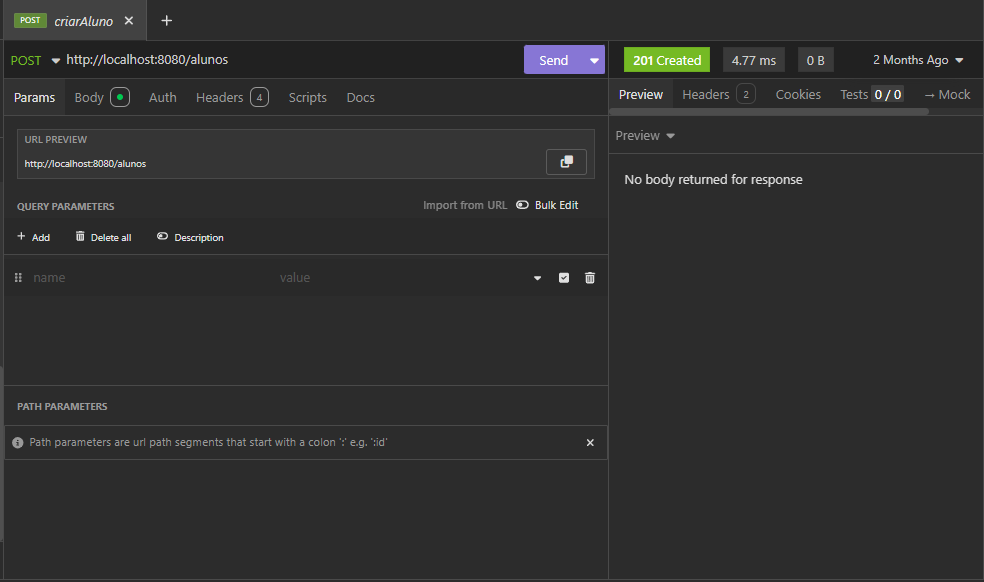 POST criarAluno
POST http://localhost:8080/alunos Send
201 Created 4.77 ms 0 B 2 Months Ago
Params Body Auth Headers 4 Scripts Docs
Preview Headers 2 Cookies Tests 0 / 0 → Mock
URL PREVIEW
http://localhost:8080/alunos
Preview
No body returned for response
QUERY PARAMETERS Import from URL Bulk Edit
+ Add Delete all Description
name value
PATH PARAMETERS
Path parameters are url path segments that start with a colon ':' e.g. ':id'